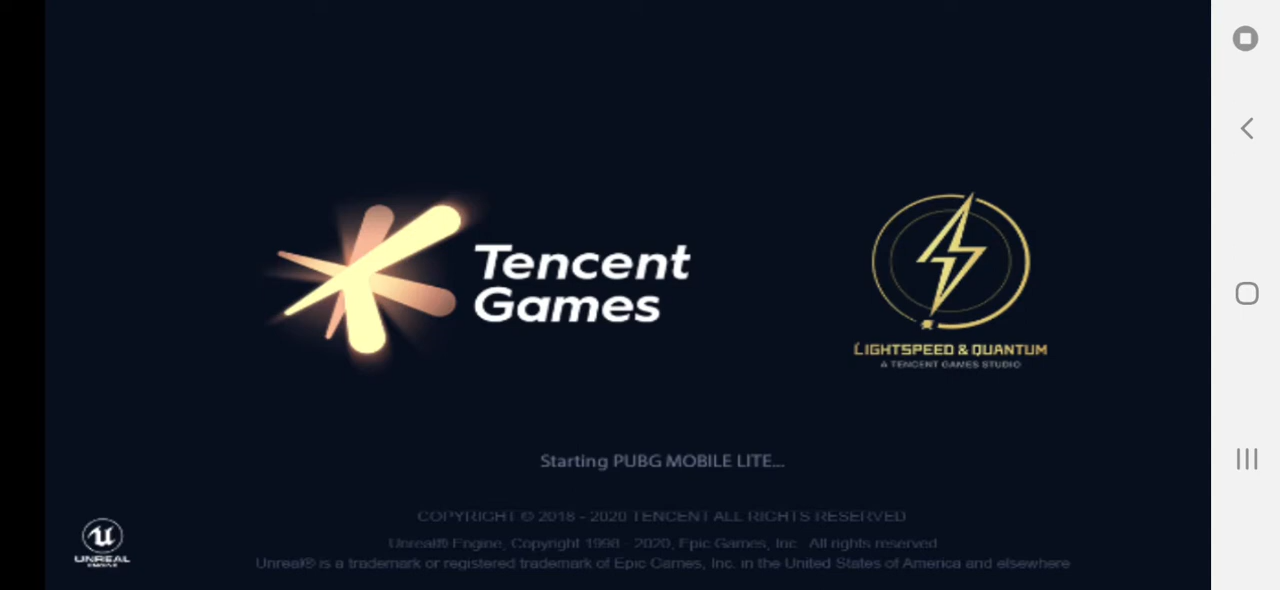 Tencent
Games
LIGHTSPEED & QUANTUM
A TENCENT GAMES STUDIO
Starting PUBG MOBILE LITE...
COPYRIGHT © 2018 - 2020 TENCENT ALL RIGHTS RESERVED
Unreal® Engine, Copyright 1998 - 2020, Epic Games, Inc. All rights reserved
Unreal® is a trademark or registered trademark of Epic Games, Inc. in the United States of America and elsewhere
UNREAL
ENGINE